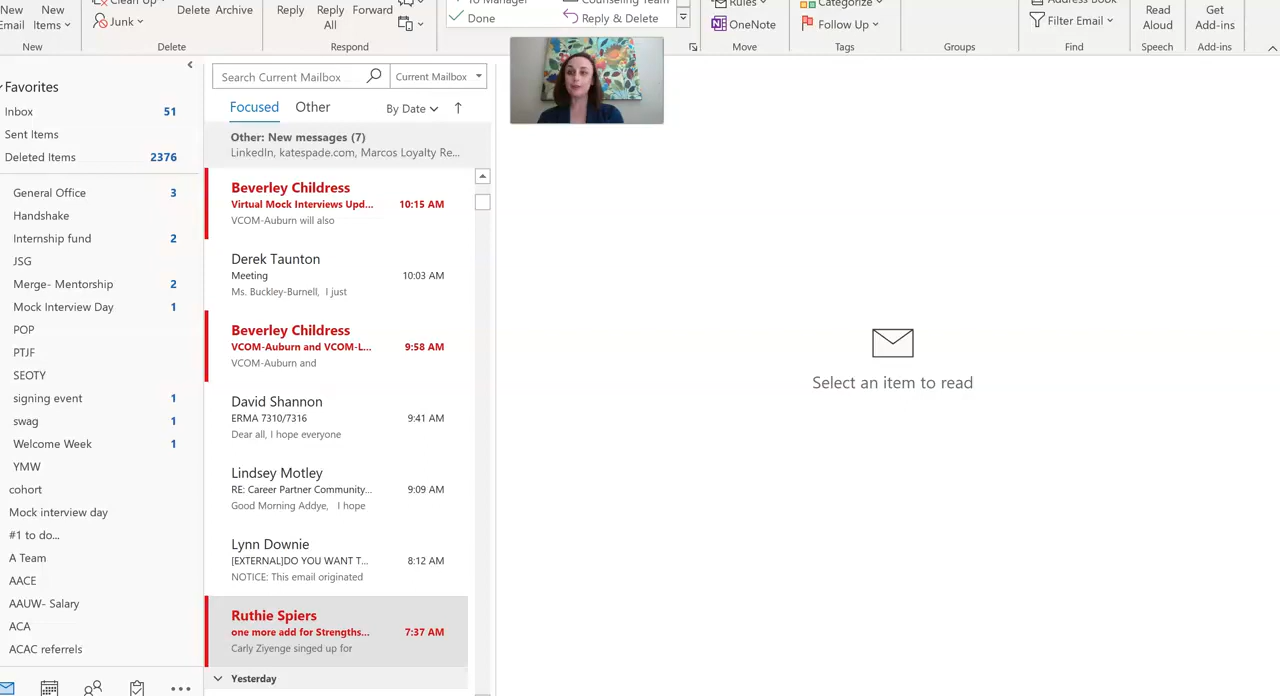 New
Email
New
Items
New
Clean Up
Junk
Delete
Archive
Delete
Reply
Reply
All
Forward
Respond
To Manager
Done
Counseling Team
Reply & Delete
Rules
OneNote
Move
Categorize
Follow Up
Tags
Groups
Address Book
Filter Email
Find
Read
Aloud
Speech
Get
Add-ins
Add-ins
Favorites
Inbox 51
Sent Items
Deleted Items 2376
General Office 3
Handshake
Internship fund 2
JSG
Merge- Mentorship 2
Mock Interview Day 1
POP
PTJF
SEOTY
signing event 1
swag 1
Welcome Week 1
YMW
cohort
Mock interview day
#1 to do...
A Team
AACE
AAUW- Salary
ACA
ACAC referrals
Search Current Mailbox
Current Mailbox
Focused Other By Date
Other: New messages (7)
LinkedIn, katespade.com, Marcos Loyalty Re...
Beverley Childress
Virtual Mock Interviews Upd... 10:15 AM
VCOM-Auburn will also
Derek Taunton
Meeting 10:03 AM
Ms. Buckley-Burnell, I just
Beverley Childress
VCOM-Auburn and VCOM-L... 9:58 AM
VCOM-Auburn and
David Shannon
ERMA 7310/7316 9:41 AM
Dear all, I hope everyone
Lindsey Motley
RE: Career Partner Community... 9:09 AM
Good Morning Addye, I hope
Lynn Downie
[EXTERNAL]DO YOU WANT T... 8:12 AM
NOTICE: This email originated
Ruthie Spiers
one more add for Strengths... 7:37 AM
Carly Ziyenge singed up for
Yesterday
Select an item to read